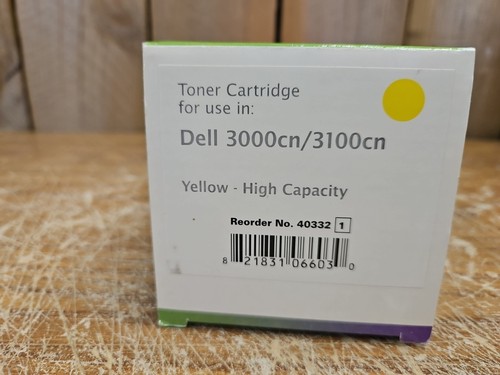 Toner Cartridge
for use in:
Dell 3000cn/3100cn
Yellow - High Capacity
Reorder No. 40332 1
8 21831 06603 0